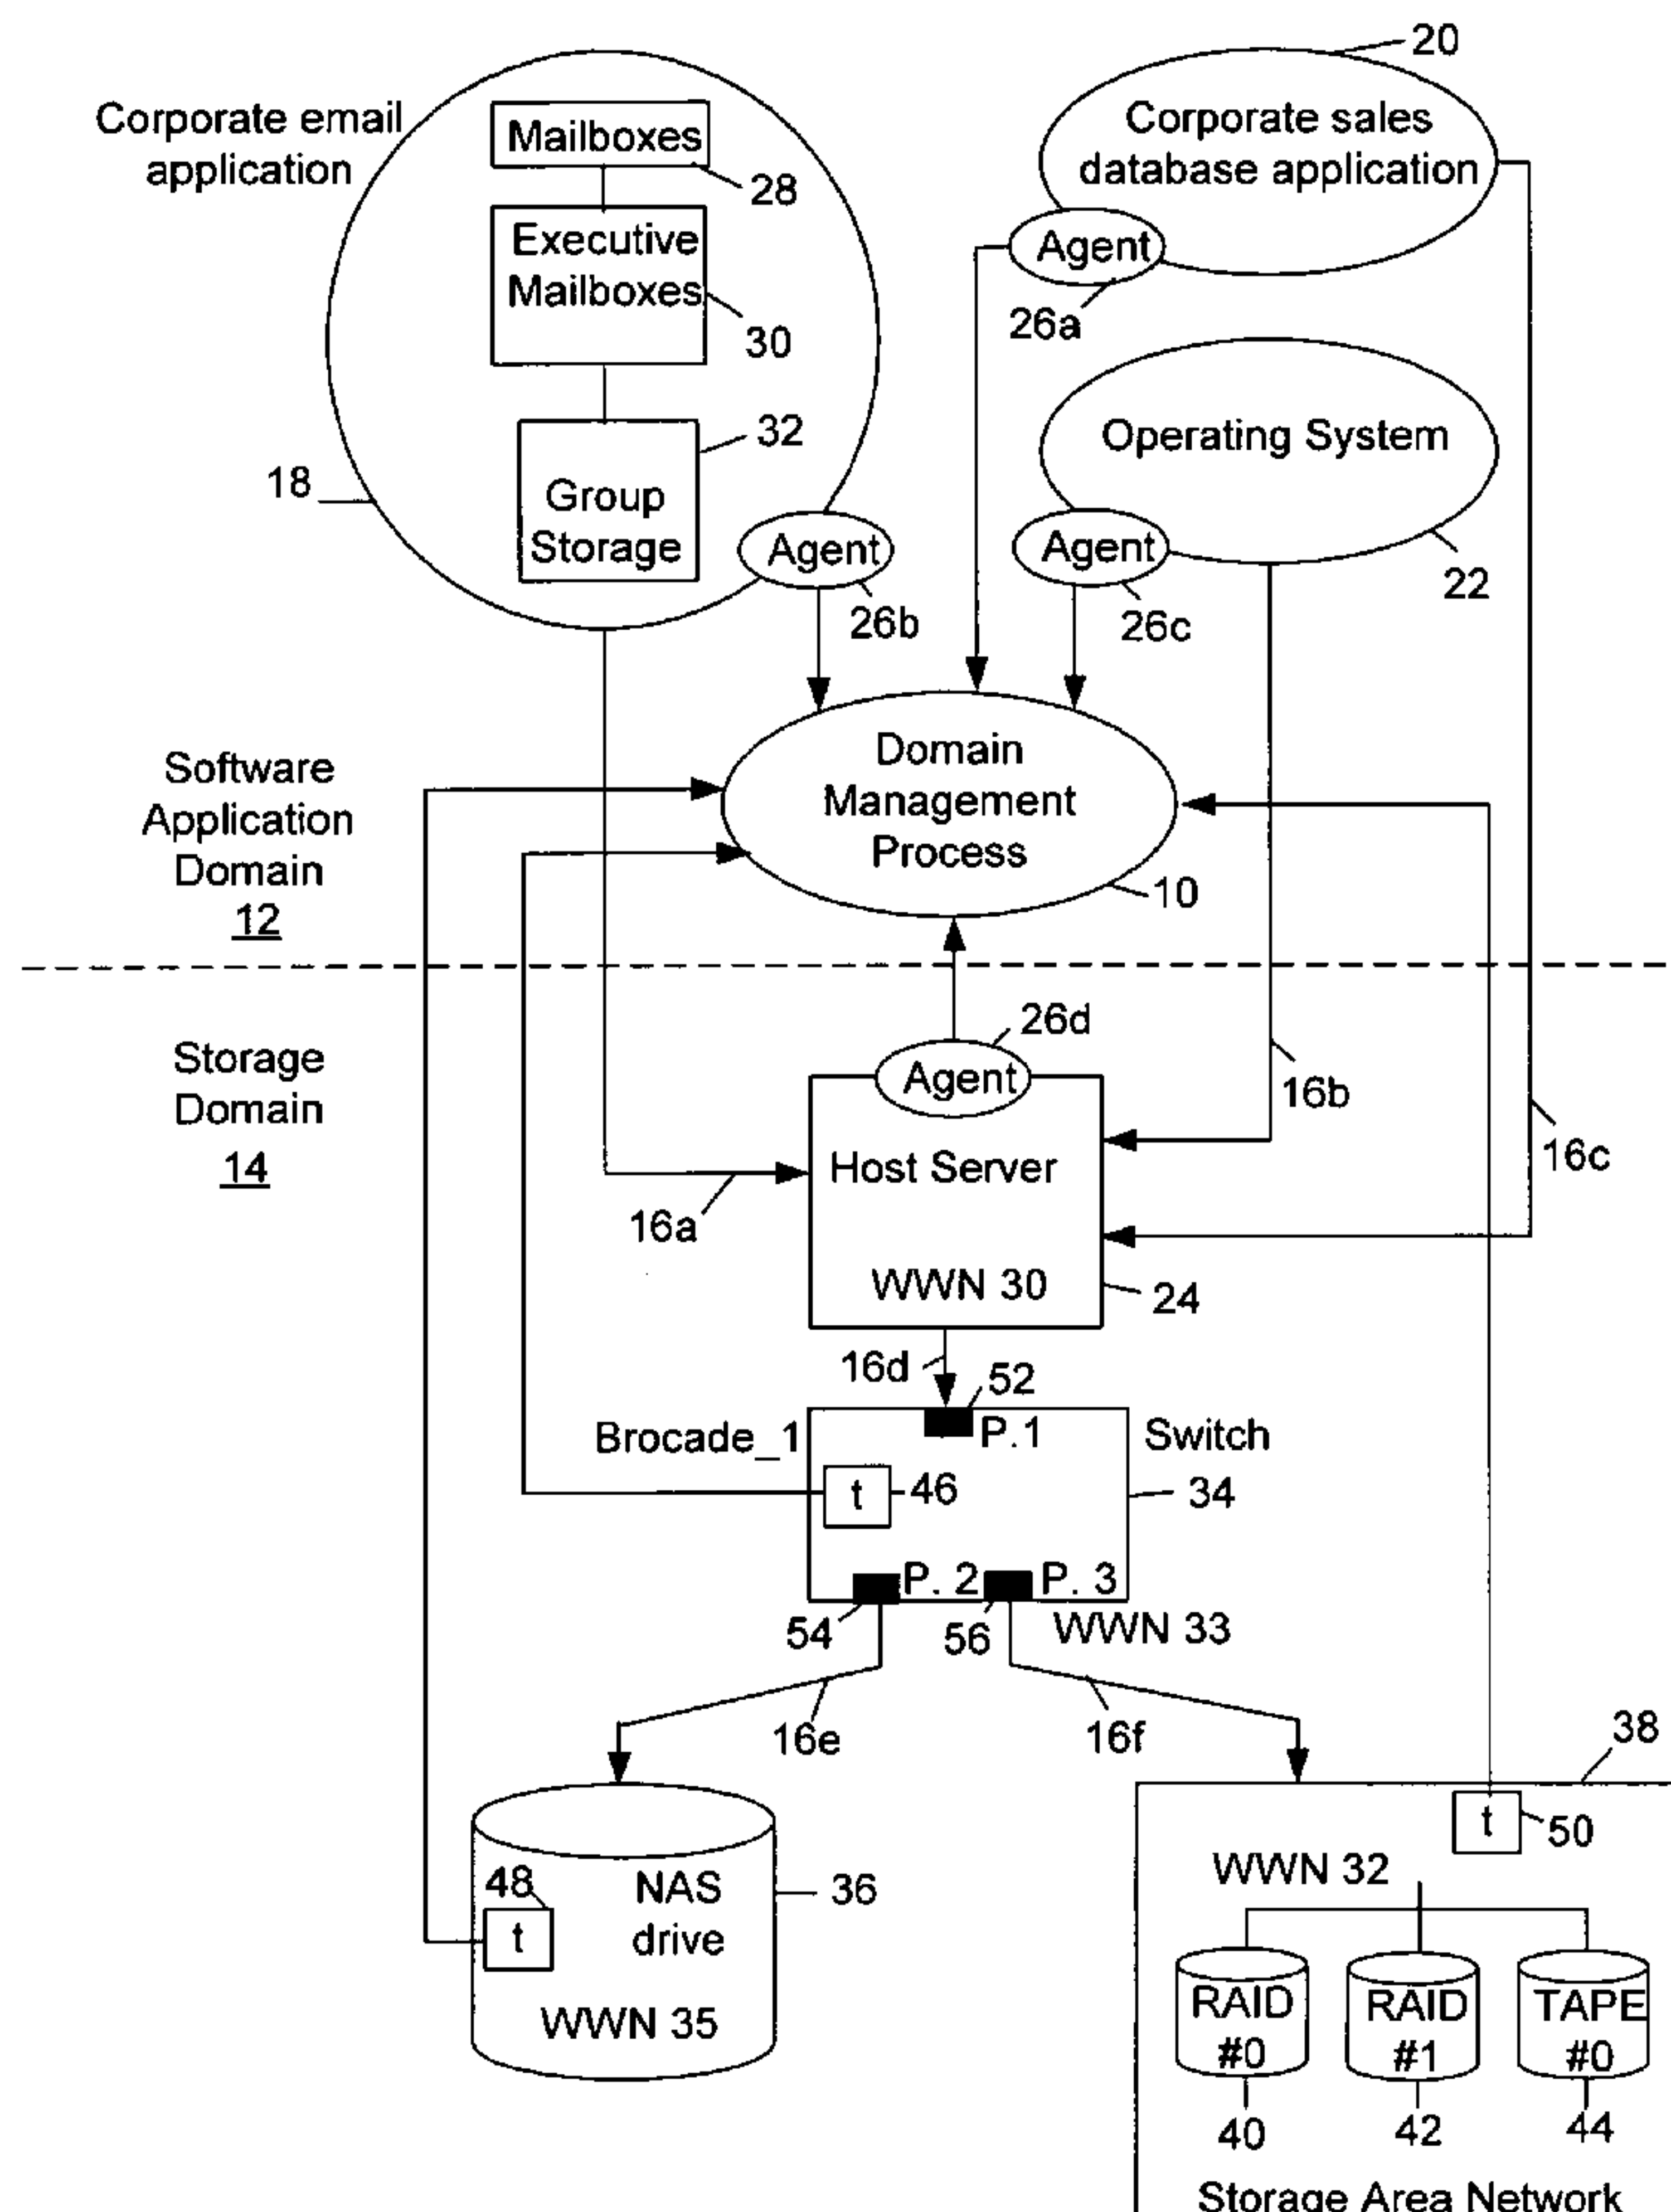 20
Corporate email
application
Mailboxes
28
Executive
Mailboxes
30
32
Group
Storage
18
Agent
26b
Corporate sales
database application
Agent
26a
Operating System
Agent
26c
22
Software
Application
Domain
12
Domain
Management
Process
10
Storage
Domain
14
26d
Agent
16b
16c
Host Server
16a
WWN 30
24
16d
52
Brocade_1
P.1
Switch
t
46
34
P. 2
P. 3
54
56
WWN 33
16e
16f
38
t
50
48
NAS
drive
36
t
WWN 35
WWN 32
RAID
#0
RAID
#1
TAPE
#0
40
42
44
Storage Area Network